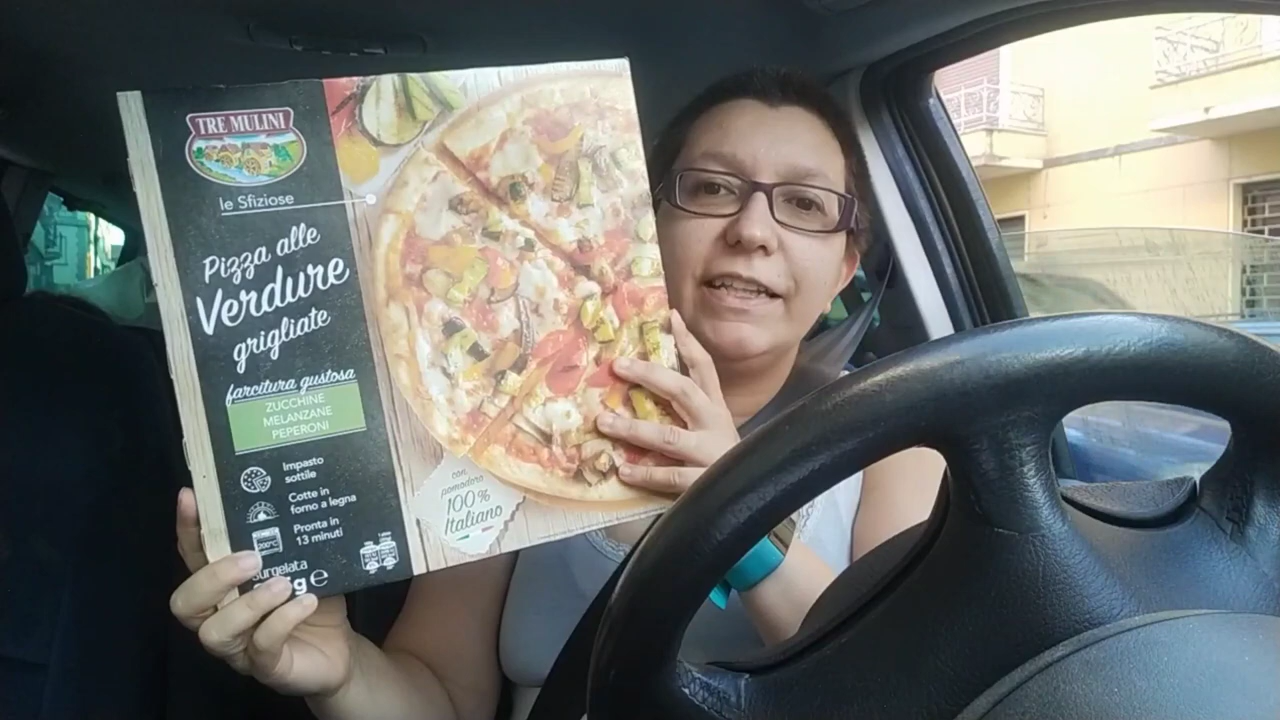 TRE MULINI
le Sfiziose
Pizza alle
Verdure
grigliate
farcitura gustosa
ZUCCHINE
MELANZANE
PEPERONI
Impasto
sottile
Cotte in
forno a legna
200°C
Pronta in
13 minuti
surgelata
g e
con
pomodoro
100%
Italiano